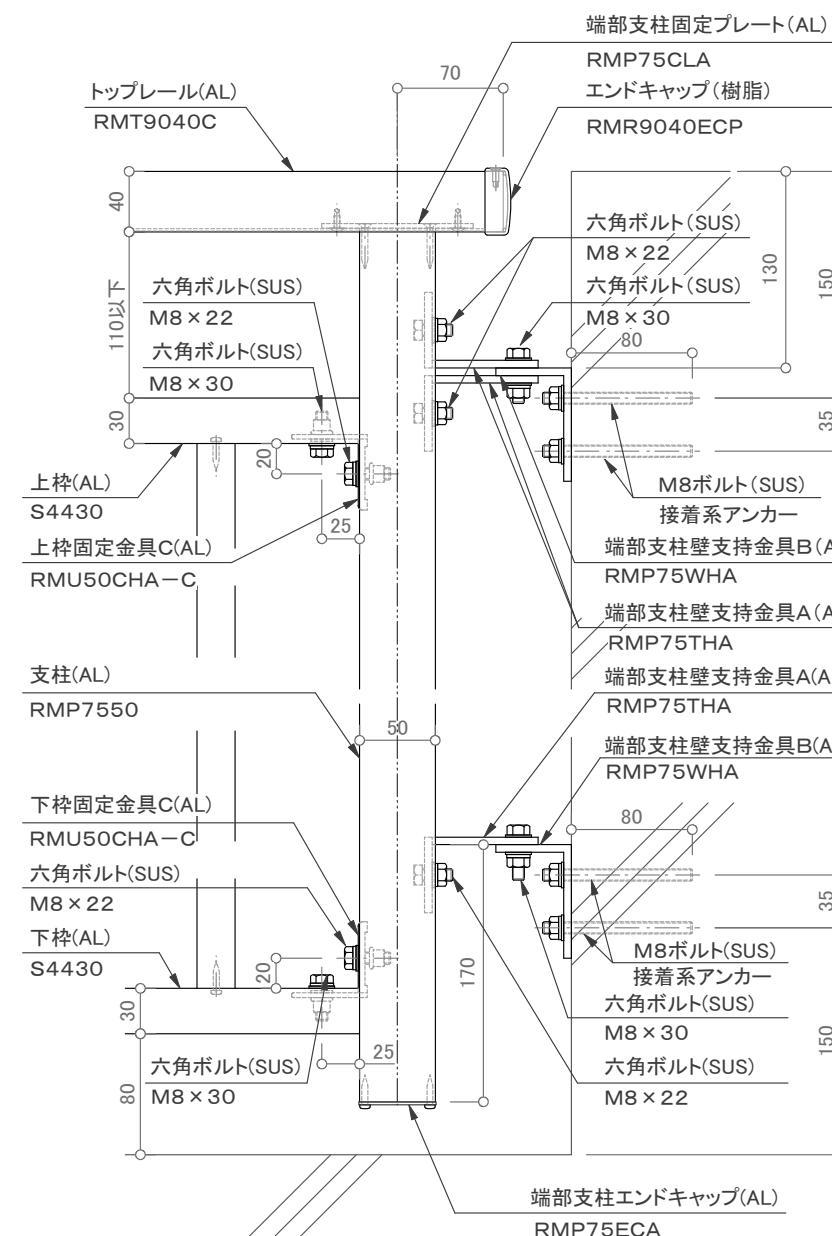 端部支柱固定プレート(AL)
RMP75CLA
70
トップレール(AL)
RMT9040C
エンドキャップ(樹脂)
RMR9040ECP
40
六角ボルト(SUS)
M8×22
130
150
110以下
六角ボルト(SUS)
M8×22
六角ボルト(SUS)
M8×30
80
六角ボルト(SUS)
M8×30
30
35
20
上枠(AL)
S4430
M8ボルト(SUS)
接着系アンカー
25
上枠固定金具C(AL)
RMU50CHA-C
端部支柱壁支持金具B(A
RMP75WHA
端部支柱壁支持金具A(A
RMP75THA
支柱(AL)
RMP7550
端部支柱壁支持金具A(A
RMP75THA
50
端部支柱壁支持金具B(A
RMP75WHA
下枠固定金具C(AL)
RMU50CHA-C
80
六角ボルト(SUS)
M8×22
35
下枠(AL)
S4430
20
170
M8ボルト(SUS)
接着系アンカー
30
六角ボルト(SUS)
M8×30
25
150
六角ボルト(SUS)
M8×30
80
六角ボルト(SUS)
M8×22
端部支柱エンドキャップ(AL)
RMP75ECA